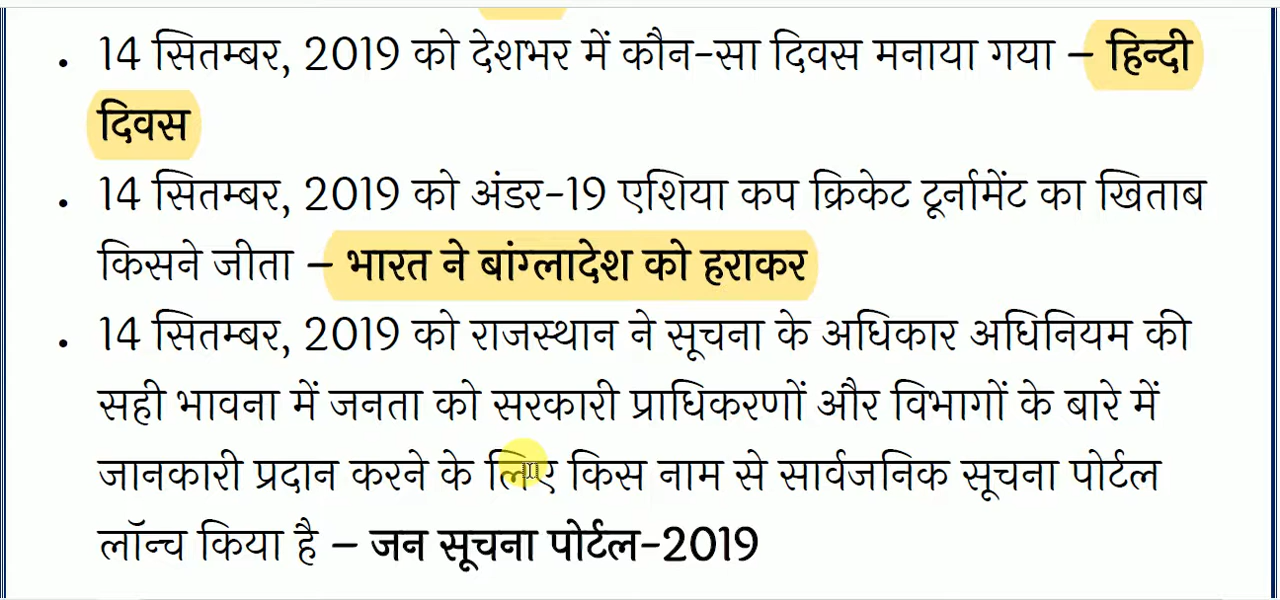 • 14 सितम्बर, 2019 को देशभर में कौन-सा दिवस मनाया गया – हिन्दी
दिवस
• 14 सितम्बर, 2019 को अंडर-19 एशिया कप क्रिकेट टूर्नामेंट का खिताब
किसने जीता – भारत ने बांग्लादेश को हराकर
• 14 सितम्बर, 2019 को राजस्थान ने सूचना के अधिकार अधिनियम की
सही भावना में जनता को सरकारी प्राधिकरणों और विभागों के बारे में
जानकारी प्रदान करने के लिए किस नाम से सार्वजनिक सूचना पोर्टल
लॉन्च किया है – जन सूचना पोर्टल-2019